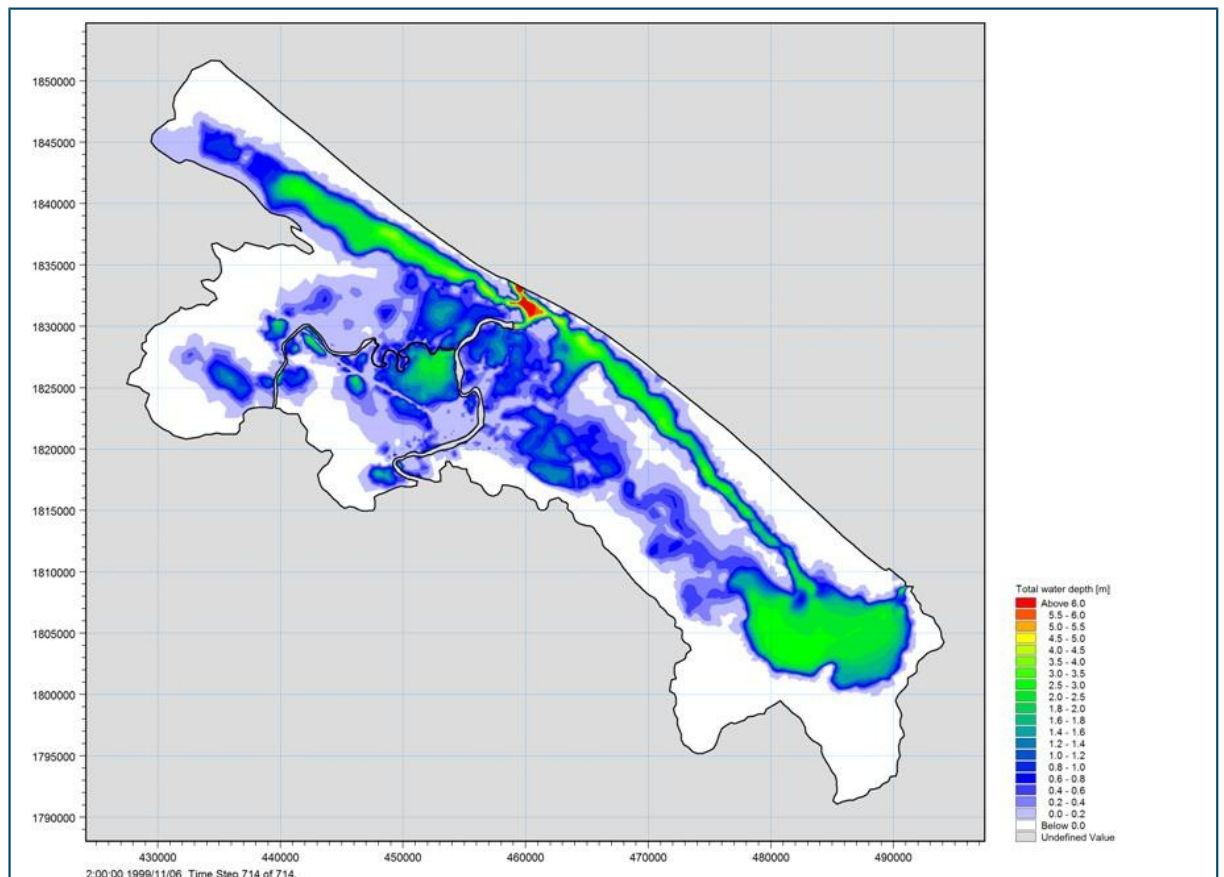 1850000
1845000
1840000
1835000
1830000
1825000
1820000
1815000
1810000
1805000
1800000
1795000
1790000
430000 440000 450000 460000 470000 480000 490000
2:00:00 1999/11/06 Time Step 714 of 714.
Total water depth [m]
Above 6.0
5.5 - 6.0
5.0 - 5.5
4.5 - 5.0
4.0 - 4.5
3.5 - 4.0
3.0 - 3.5
2.5 - 3.0
2.0 - 2.5
1.8 - 2.0
1.6 - 1.8
1.4 - 1.6
1.2 - 1.4
1.0 - 1.2
0.8 - 1.0
0.6 - 0.8
0.4 - 0.6
0.2 - 0.4
0.0 - 0.2
Below 0.0
Undefined Value